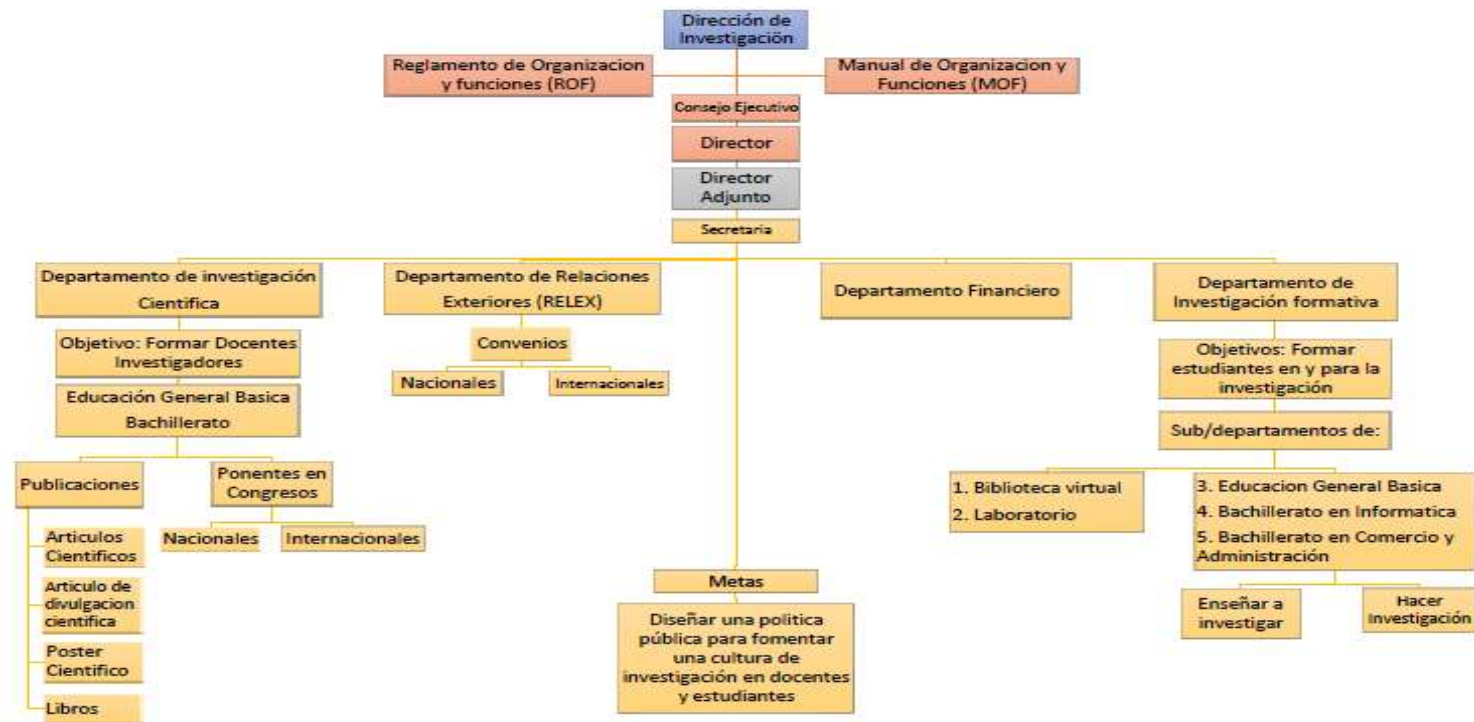 Dirección de
Investigación
Reglamento de Organizacion
y funciones (ROF)
Manual de Organizacion y
Funciones (MOF)
Consejo Ejecutivo
Director
Director
Adjunto
Secretaria
Departamento de investigación
Cientifica
Objetivo: Formar Docentes
Investigadores
Educación General Basica
Bachillerato
Publicaciones
Articulos
Cientificos
Articulo de
divulgacion
cientifica
Poster
Cientifico
Libros
Ponentes en
Congresos
Nacionales
Internacionales
Departamento de Relaciones
Exteriores (RELEX)
Convenios
Nacionales
Internacionales
Metas
Diseñar una politica
pública para fomentar
una cultura de
investigación en docentes
y estudiantes
Departamento Financiero
Departamento de
Investigación formativa
Objetivos: Formar
estudiantes en y para la
investigación
Sub/departamentos de:
1. Biblioteca virtual
2. Laboratorio
3. Educacion General Basica
4. Bachillerato en Informatica
5. Bachillerato en Comercio y
Administración
Enseñar a
investigar
Hacer
Investigación